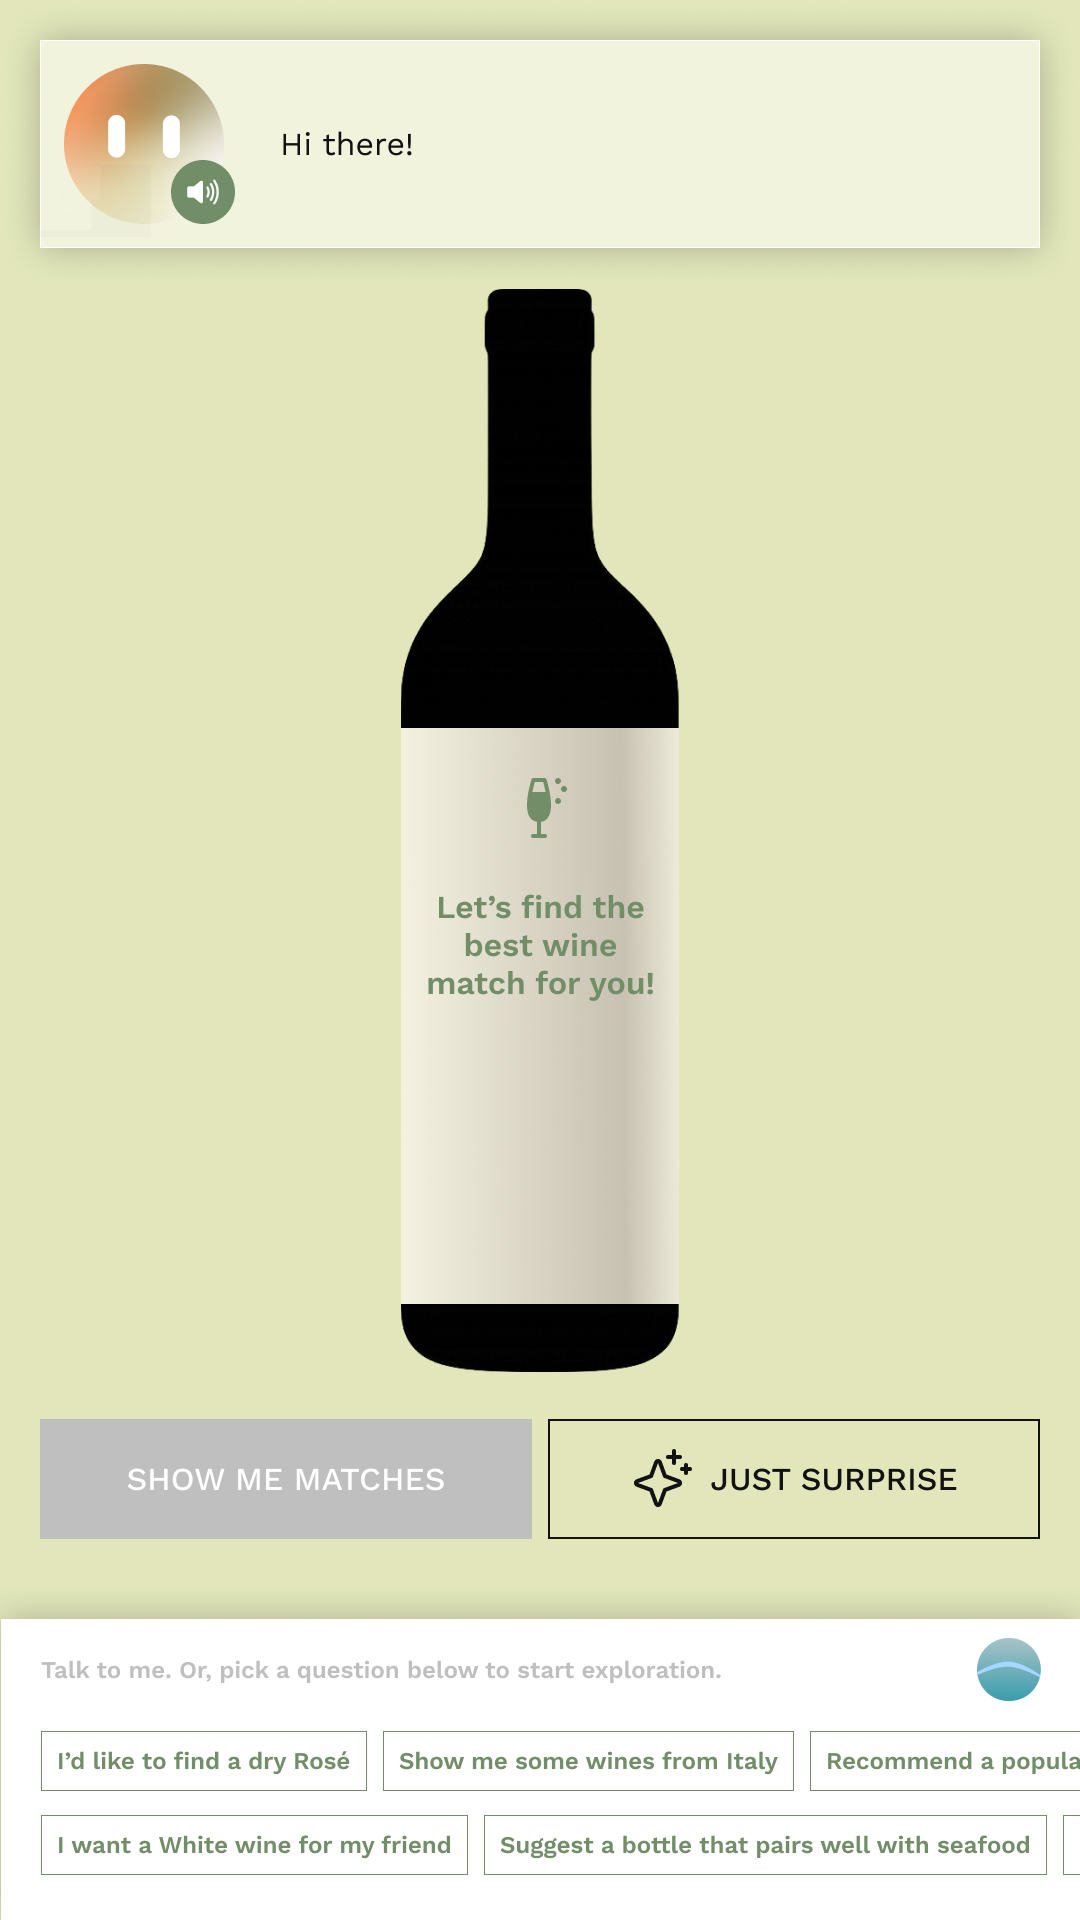 Hi there!
Let’s find the
best wine
match for you!
SHOW ME MATCHES
JUST SURPRISE
Talk to me. Or, pick a question below to start exploration.
I’d like to find a dry Rosé
Show me some wines from Italy
Recommend a popula
I want a White wine for my friend
Suggest a bottle that pairs well with seafood